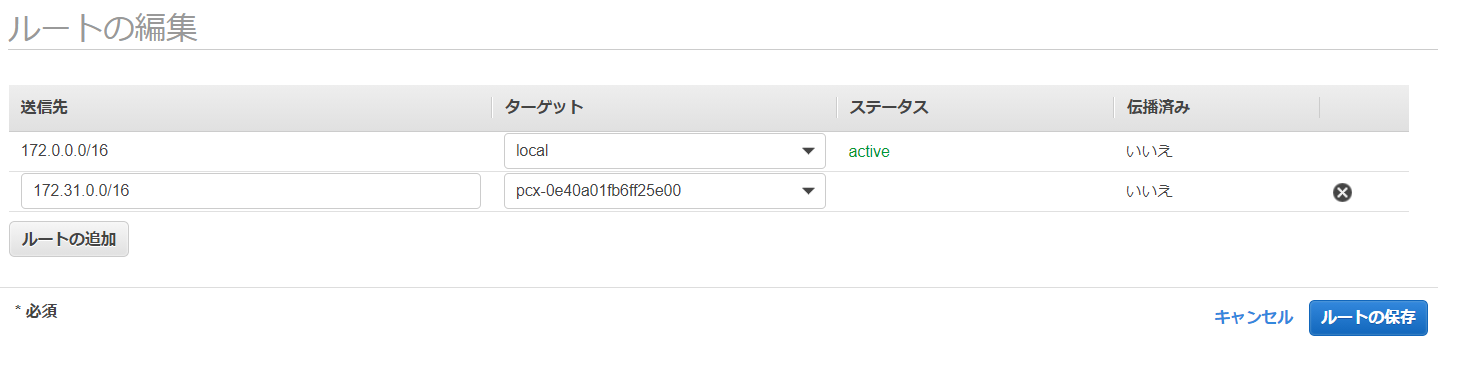 ルートの編集
送信先 ターゲット ステータス 伝播済み
172.0.0.0/16 local active いいえ
172.31.0.0/16 pcx-0e40a01fb6ff25e00 いいえ
ルートの追加
* 必須 キャンセル ルートの保存